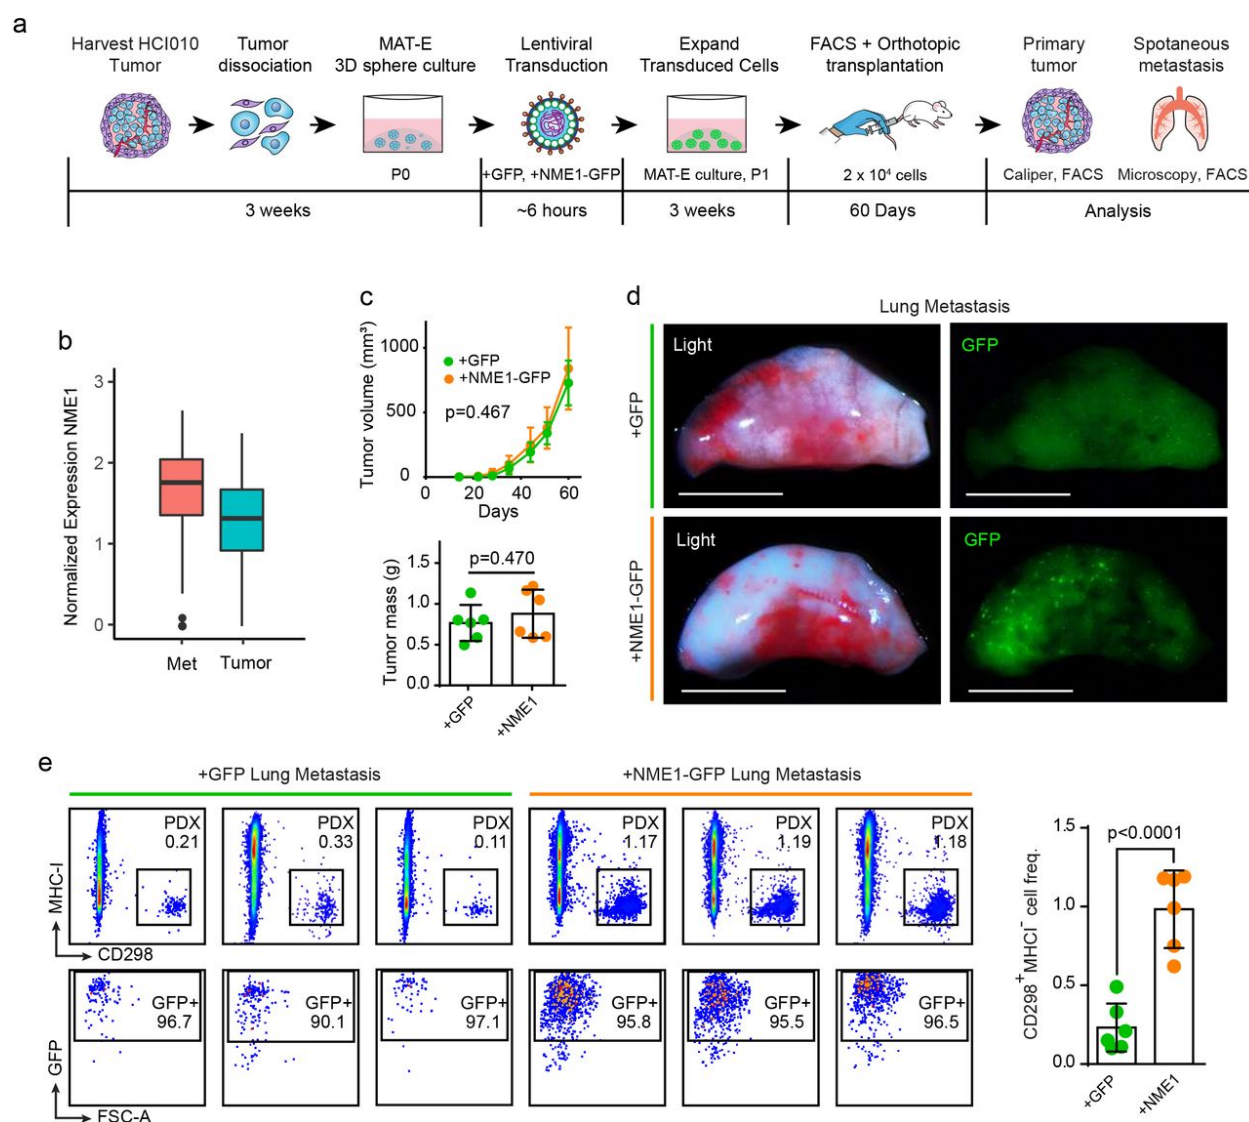 a
Harvest HCI010
Tumor
Tumor
dissociation
MAT-E
3D sphere culture
Lentiviral
Transduction
Expand
Transduced Cells
FACS + Orthotopic
transplantation
Primary
tumor
Spotaneous
metastasis
P0
+GFP, +NME1-GFP
MAT-E culture, P1
2 x 10⁴ cells
Caliper, FACS
Microscopy, FACS
3 weeks
~6 hours
3 weeks
60 Days
Analysis
b
Normalized Expression NME1
3
2
1
0
Met
Tumor
c
Tumor volume (mm³)
1000
500
0
+GFP
+NME1-GFP
p=0.467
0
20
40
60
Days
Tumor mass (g)
1.5
1.0
0.5
0.0
p=0.470
+GFP
+NME1
d
Lung Metastasis
+GFP
Light
GFP
+NME1-GFP
Light
GFP
e
+GFP Lung Metastasis
+NME1-GFP Lung Metastasis
MHC-I
CD298
PDX
0.21
PDX
0.33
PDX
0.11
PDX
1.17
PDX
1.19
PDX
1.18
GFP
FSC-A
GFP+
96.7
GFP+
90.1
GFP+
97.1
GFP+
95.8
GFP+
95.5
GFP+
96.5
CD298⁺MHCI⁻ cell freq.
1.5
1.0
0.5
0.0
p<0.0001
+GFP
+NME1